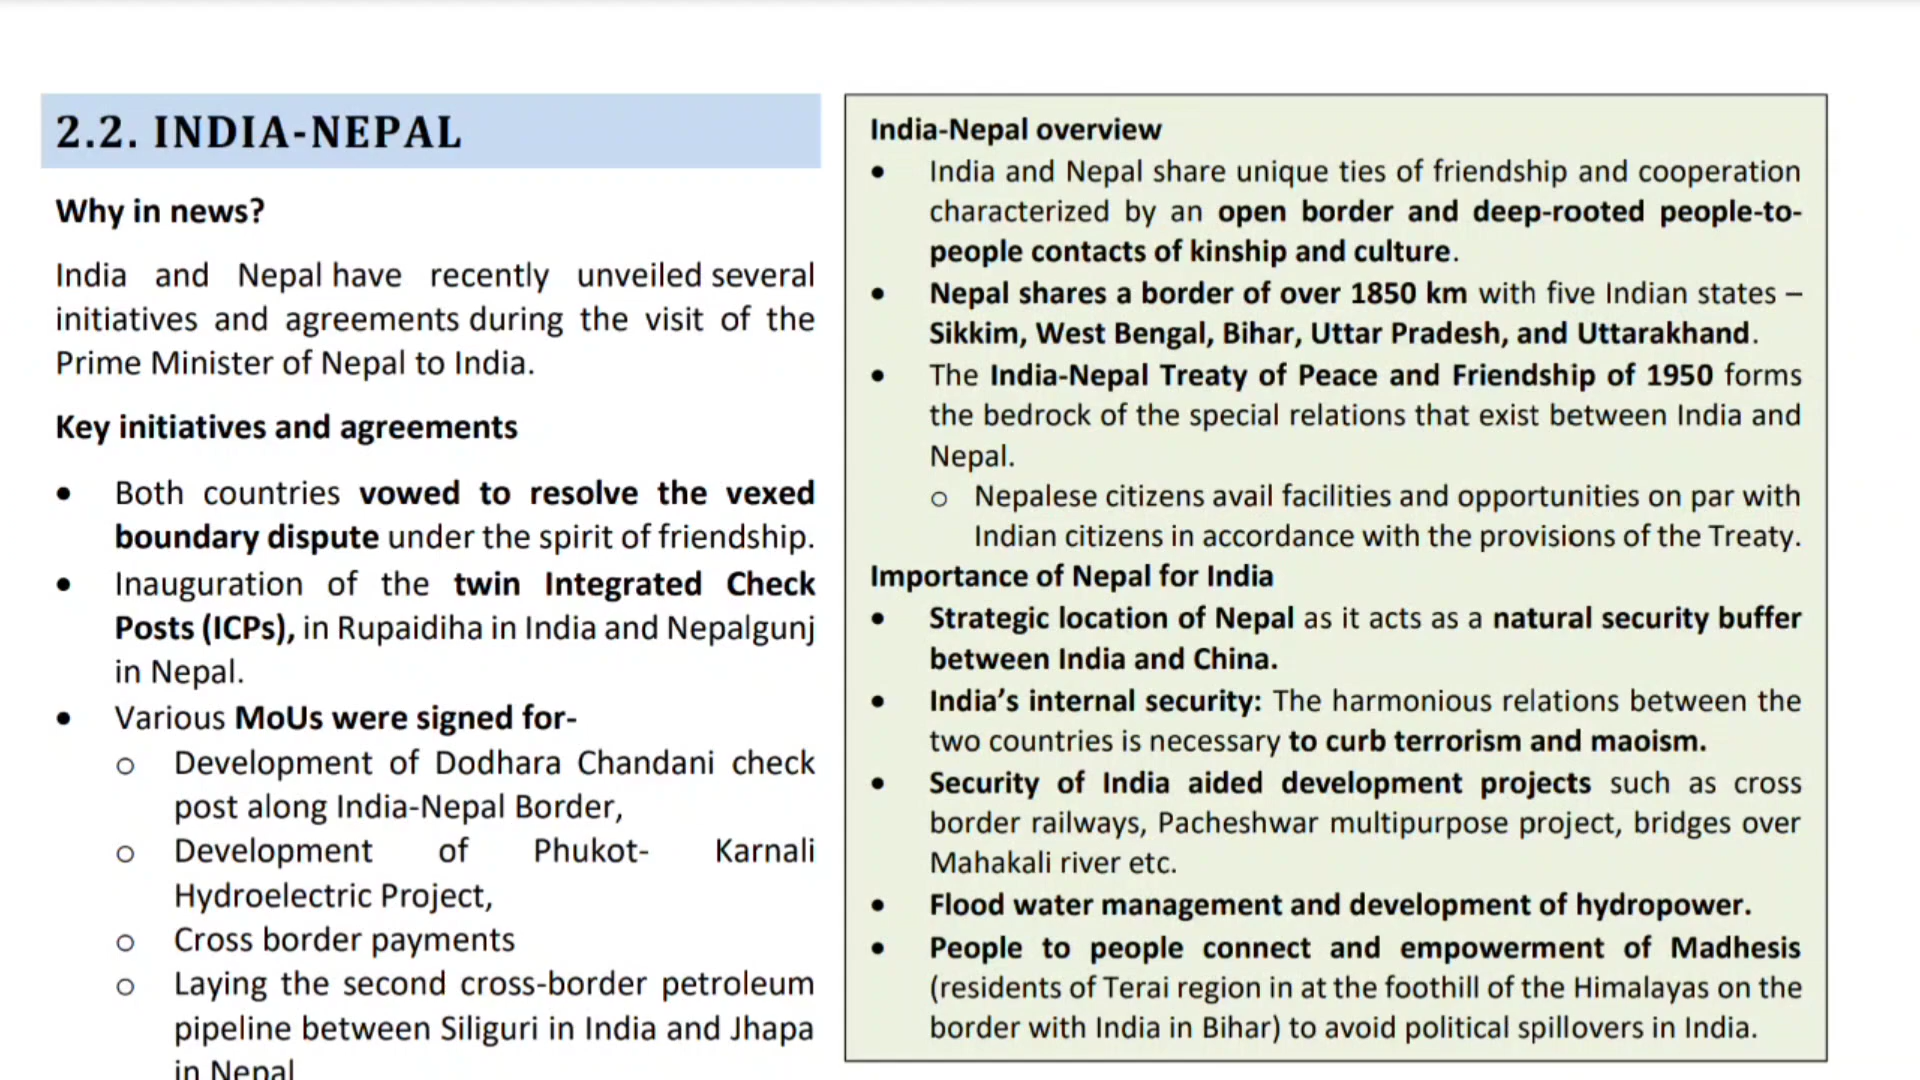 2.2. INDIA-NEPAL
Why in news?
India and Nepal have recently unveiled several
initiatives and agreements during the visit of the
Prime Minister of Nepal to India.
Key initiatives and agreements
• Both countries vowed to resolve the vexed
boundary dispute under the spirit of friendship.
• Inauguration of the twin Integrated Check
Posts (ICPs), in Rupaidiha in India and Nepalgunj
in Nepal.
• Various MoUs were signed for-
o Development of Dodhara Chandani check
post along India-Nepal Border,
o Development of Phukot- Karnali
Hydroelectric Project,
o Cross border payments
o Laying the second cross-border petroleum
pipeline between Siliguri in India and Jhapa
in Nepal
India-Nepal overview
• India and Nepal share unique ties of friendship and cooperation
characterized by an open border and deep-rooted people-to-
people contacts of kinship and culture.
• Nepal shares a border of over 1850 km with five Indian states –
Sikkim, West Bengal, Bihar, Uttar Pradesh, and Uttarakhand.
• The India-Nepal Treaty of Peace and Friendship of 1950 forms
the bedrock of the special relations that exist between India and
Nepal.
o Nepalese citizens avail facilities and opportunities on par with
Indian citizens in accordance with the provisions of the Treaty.
Importance of Nepal for India
• Strategic location of Nepal as it acts as a natural security buffer
between India and China.
• India’s internal security: The harmonious relations between the
two countries is necessary to curb terrorism and maoism.
• Security of India aided development projects such as cross
border railways, Pacheshwar multipurpose project, bridges over
Mahakali river etc.
• Flood water management and development of hydropower.
• People to people connect and empowerment of Madhesis
(residents of Terai region in at the foothill of the Himalayas on the
border with India in Bihar) to avoid political spillovers in India.